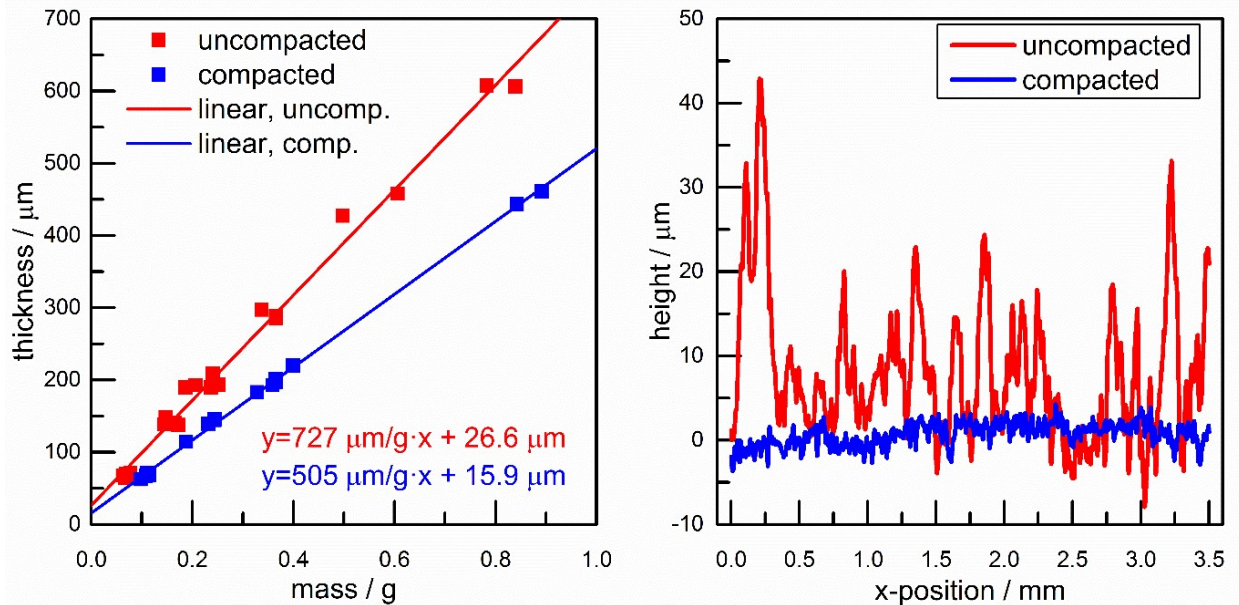 700
600
500
400
300
200
100
0
thickness / μm
uncompacted
compacted
linear, uncomp.
linear, comp.
y=727 μm/g·x + 26.6 μm
y=505 μm/g·x + 15.9 μm
0.0 0.2 0.4 0.6 0.8 1.0
mass / g
50
40
30
20
10
0
-10
height / μm
uncompacted
compacted
0.0 0.5 1.0 1.5 2.0 2.5 3.0 3.5
x-position / mm